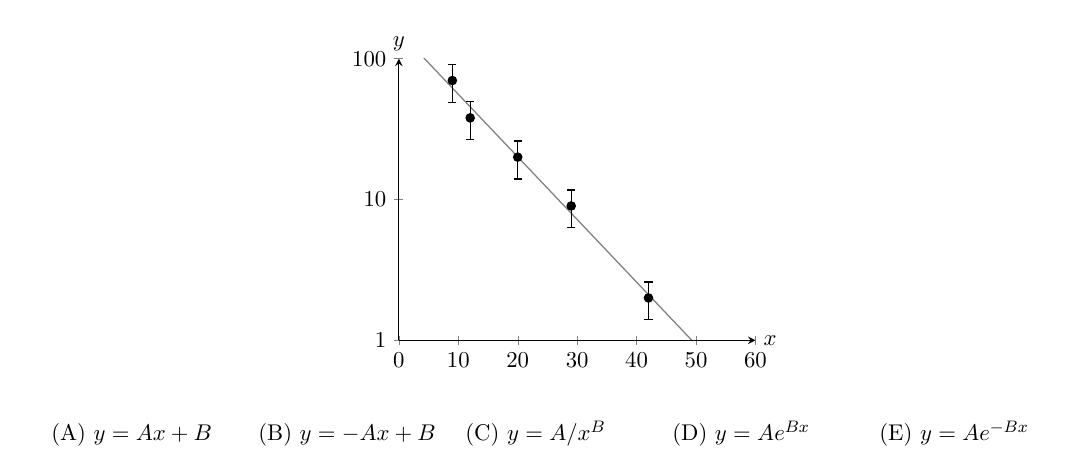 y
100
10
1
0 10 20 30 40 50 60 x
(A) y = Ax + B (B) y = −Ax + B (C) y = A/x^B (D) y = Ae^{Bx} (E) y = Ae^{−Bx}